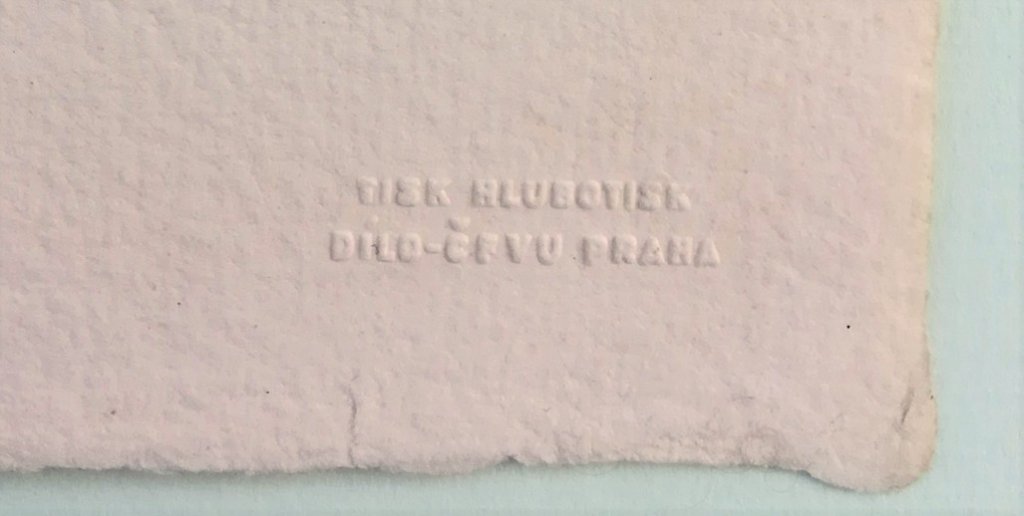 TISK HLUBOTISK
DÍLO-ČFVU PRAHA